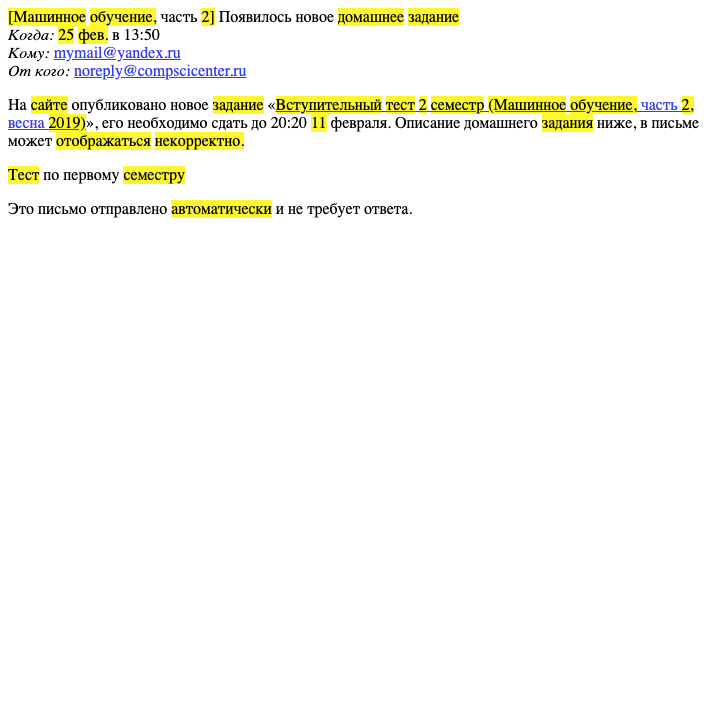 [Машинное обучение, часть 2] Появилось новое домашнее задание
Когда: 25 фев. в 13:50
Кому: mymail@yandex.ru
От кого: noreply@compscicenter.ru
На сайте опубликовано новое задание «Вступительный тест 2 семестр (Машинное обучение, часть 2,
весна 2019)», его необходимо сдать до 20:20 11 февраля. Описание домашнего задания ниже, в письме
может отображаться некорректно.
Тест по первому семестру
Это письмо отправлено автоматически и не требует ответа.